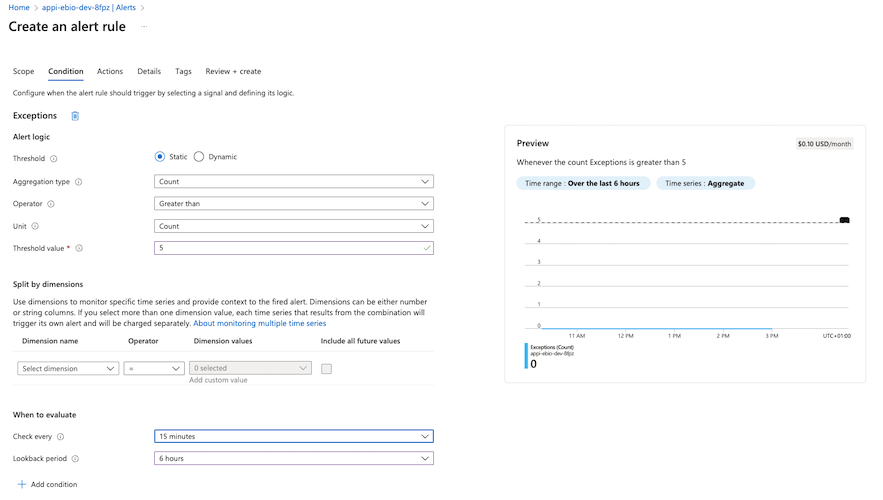 Home > appi-ebio-dev-8fpz | Alerts >
Create an alert rule ...
Scope Condition Actions Details Tags Review + create
Configure when the alert rule should trigger by selecting a signal and defining its logic.
Exceptions
Alert logic
Threshold Static Dynamic
Aggregation type Count
Operator Greater than
Unit Count
Threshold value * 5
Split by dimensions
Use dimensions to monitor specific time series and provide context to the fired alert. Dimensions can be either number
or string columns. If you select more than one dimension value, each time series that results from the combination will
trigger its own alert and will be charged separately. About monitoring multiple time series
Dimension name Operator Dimension values Include all future values
Select dimension = 0 selected
Add custom value
When to evaluate
Check every 15 minutes
Lookback period 6 hours
+ Add condition
Preview $0.10 USD/month
Whenever the count Exceptions is greater than 5
Time range : Over the last 6 hours Time series : Aggregate
5
4
3
2
1
0
11 AM 12 PM 1 PM 2 PM 3 PM UTC+01:00
Exceptions (Count)
appi-ebio-dev-8fpz
0